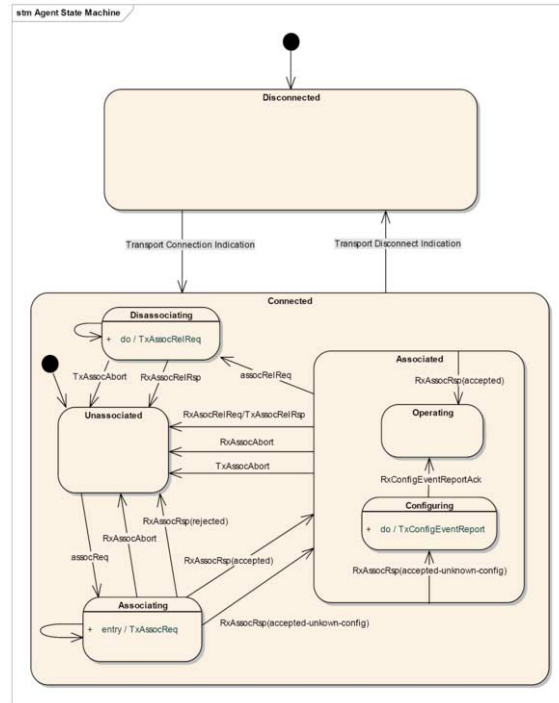 stm Agent State Machine
Disconnected
Transport Connection Indication
Transport Disconnect Indication
Connected
Disassociating
+ do / TxAssocRelReq
Associated
TxAssocAbort
RxAssocRelRsp
assocRelReq
RxAssocRsp(accepted)
Unassociated
RxAsocRelReq/TxAssocRelRsp
Operating
RxAssocAbort
TxAssocAbort
RxConfigEventReportAck
Configuring
+ do / TxConfigEventReport
RxAssocRsp(rejected)
RxAssocAbort
assocReq
RxAssocRsp(accepted)
RxAssocRsp(accepted-unknown-config)
Associating
+ entry / TxAssocReq
RxAssocRsp(accepted-unkown-config)